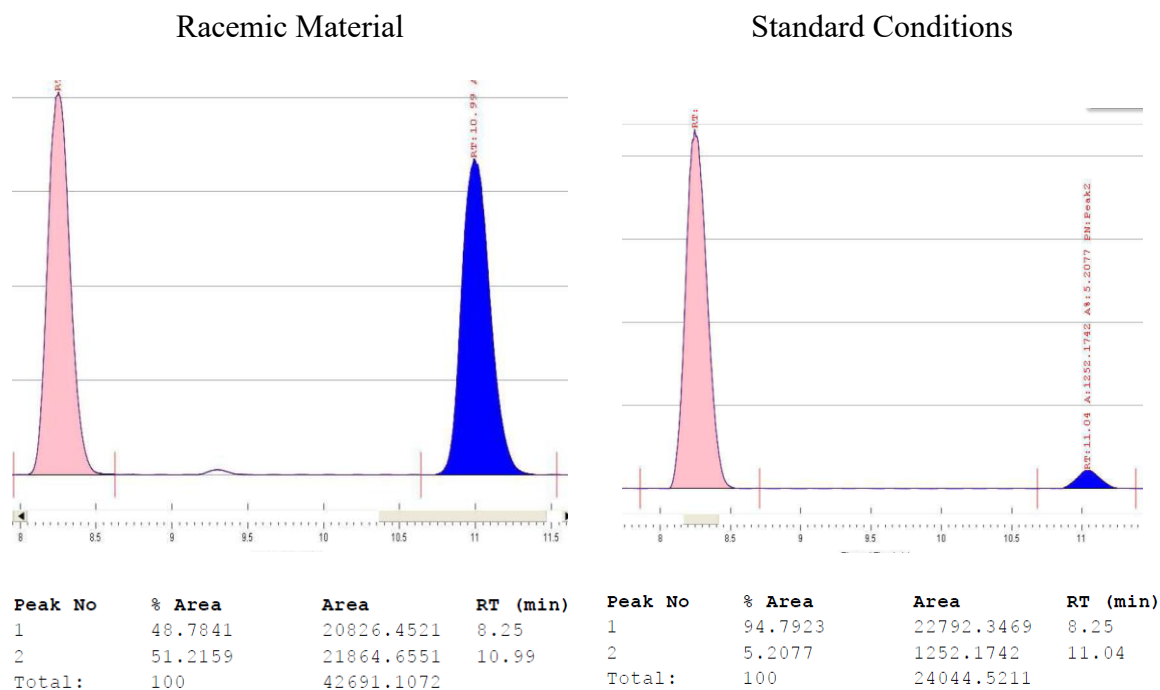 Racemic Material
RT:10.99
8 8.5 9 9.5 10 10.5 11 11.5
Peak No % Area Area RT (min)
1 48.7841 20826.4521 8.25
2 51.2159 21864.6551 10.99
Total: 100 42691.1072
Standard Conditions
RT:
RT:11.04 A:1252.1742 A%:5.2077 PN:Peak2
8 8.5 9 9.5 10 10.5 11
Peak No % Area Area RT (min)
1 94.7923 22792.3469 8.25
2 5.2077 1252.1742 11.04
Total: 100 24044.5211